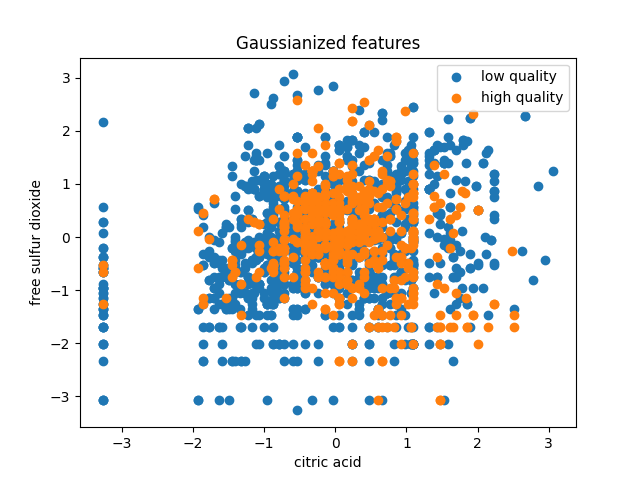 Gaussianized features
low quality
high quality
free sulfur dioxide
3
2
1
0
−1
−2
−3
−3
−2
−1
0
1
2
3
citric acid